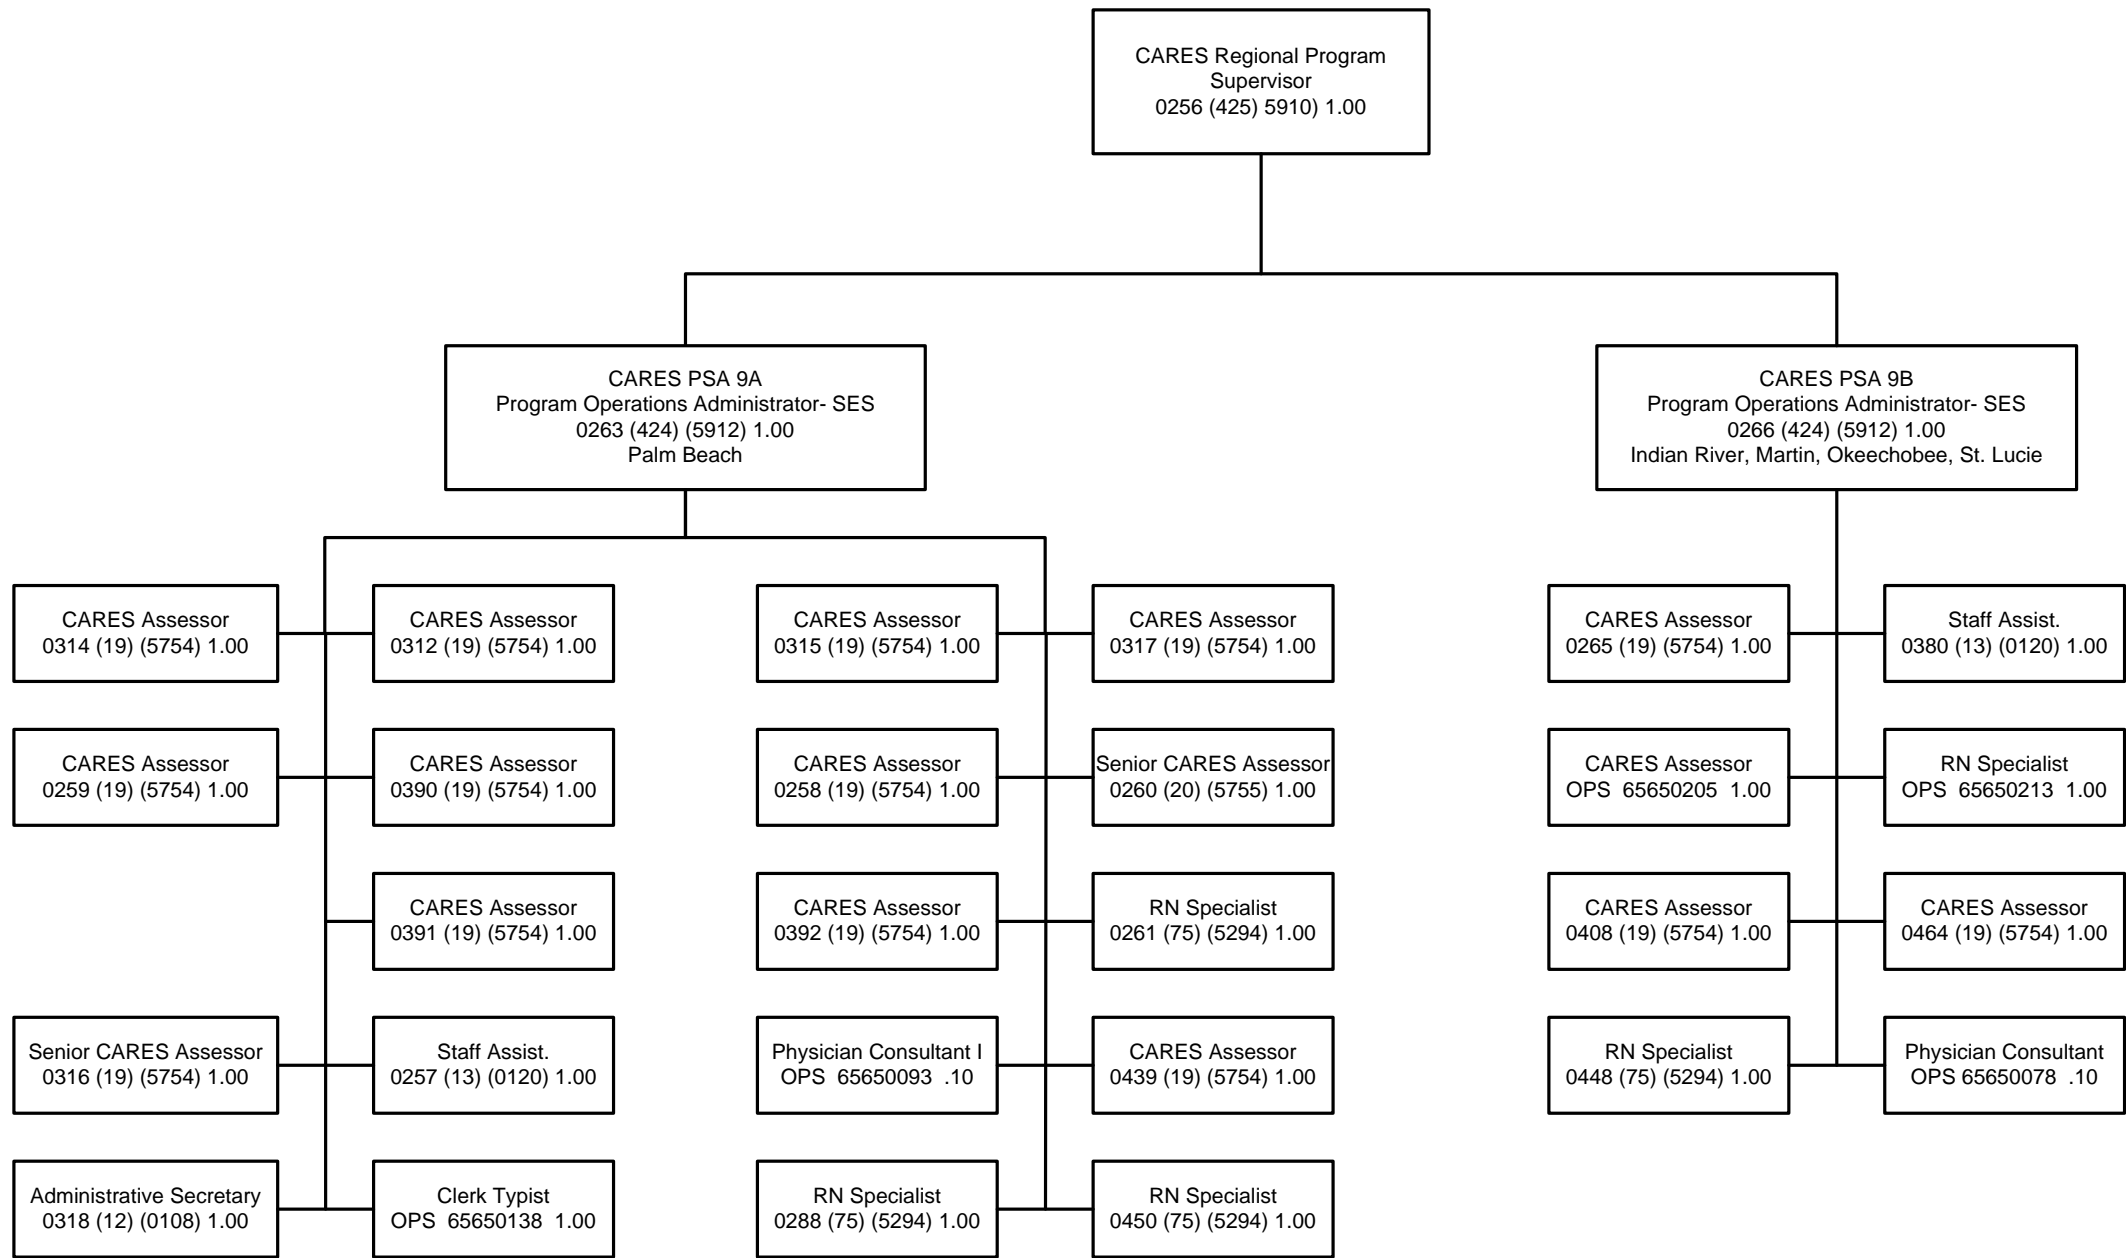 CARES Regional Program
Supervisor
0256 (425) 5910) 1.00
CARES PSA 9A
Program Operations Administrator- SES
0263 (424) (5912) 1.00
Palm Beach
CARES PSA 9B
Program Operations Administrator- SES
0266 (424) (5912) 1.00
Indian River, Martin, Okeechobee, St. Lucie
CARES Assessor
0314 (19) (5754) 1.00
CARES Assessor
0312 (19) (5754) 1.00
CARES Assessor
0315 (19) (5754) 1.00
CARES Assessor
0317 (19) (5754) 1.00
CARES Assessor
0265 (19) (5754) 1.00
Staff Assist.
0380 (13) (0120) 1.00
CARES Assessor
0259 (19) (5754) 1.00
CARES Assessor
0390 (19) (5754) 1.00
CARES Assessor
0258 (19) (5754) 1.00
Senior CARES Assessor
0260 (20) (5755) 1.00
CARES Assessor
OPS  65650205  1.00
RN Specialist
OPS  65650213  1.00
CARES Assessor
0391 (19) (5754) 1.00
CARES Assessor
0392 (19) (5754) 1.00
RN Specialist
0261 (75) (5294) 1.00
CARES Assessor
0408 (19) (5754) 1.00
CARES Assessor
0464 (19) (5754) 1.00
Senior CARES Assessor
0316 (19) (5754) 1.00
Staff Assist.
0257 (13) (0120) 1.00
Physician Consultant I
OPS  65650093  .10
CARES Assessor
0439 (19) (5754) 1.00
RN Specialist
0448 (75) (5294) 1.00
Physician Consultant
OPS 65650078  .10
Administrative Secretary
0318 (12) (0108) 1.00
Clerk Typist
OPS  65650138  1.00
RN Specialist
0288 (75) (5294) 1.00
RN Specialist
0450 (75) (5294) 1.00